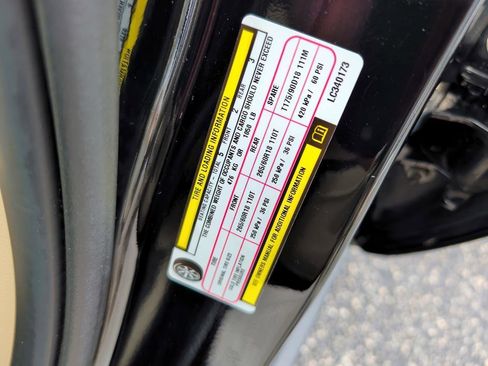 TIRE AND LOADING INFORMATION
SEATING CAPACITY TOTAL 5 FRONT 2 REAR 3
THE COMBINED WEIGHT OF OCCUPANTS AND CARGO SHOULD NEVER EXCEED
476 KG OR 1050 LB
TIRE FRONT REAR SPARE
ORIGINAL TIRE SIZE 265/60R18 110T 265/60R18 110T T175/90D18 111M
COLD TIRE INFLATION PRESSURE 250 kPa / 36 PSI 250 kPa / 36 PSI 420 kPa / 60 PSI
SEE OWNERS MANUAL FOR ADDITIONAL INFORMATION
LC340173